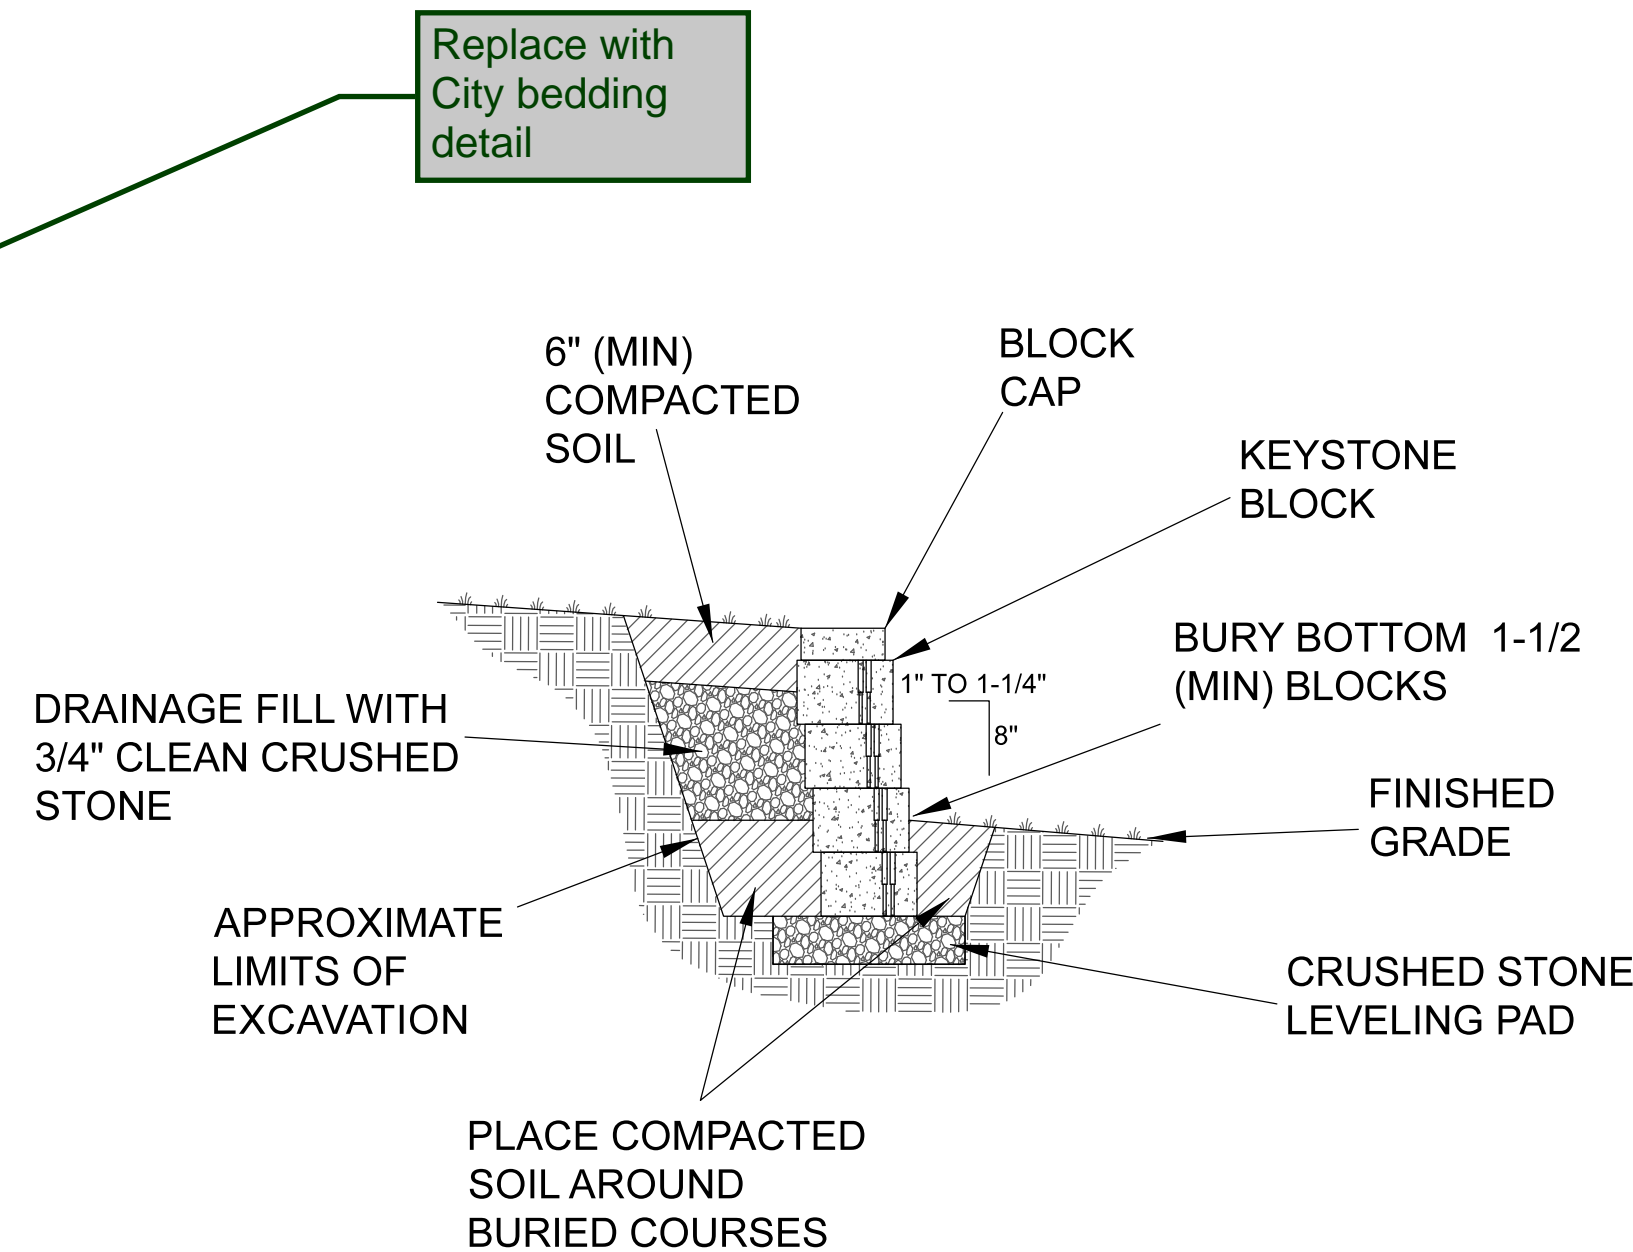 Replace with
City bedding
detail
6" (MIN)
COMPACTED
SOIL
BLOCK
CAP
KEYSTONE
BLOCK
BURY BOTTOM 1-1/2
(MIN) BLOCKS
1" TO 1-1/4"
8"
DRAINAGE FILL WITH
3/4" CLEAN CRUSHED
STONE
FINISHED
GRADE
APPROXIMATE
LIMITS OF
EXCAVATION
CRUSHED STONE
LEVELING PAD
PLACE COMPACTED
SOIL AROUND
BURIED COURSES